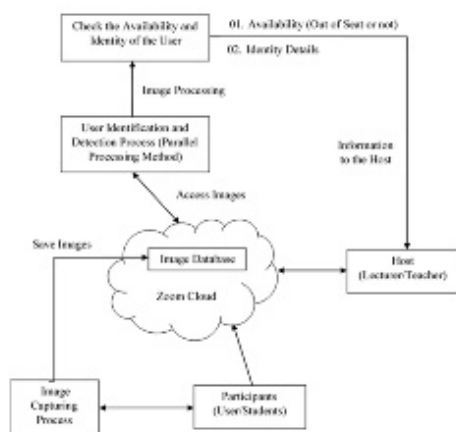 Check the Availability and
Identity of the User
01. Availability (Out of Seat or not)
02. Identity Details
Image Processing
User Identification and
Detection Process (Parallel
Processing Method)
Information
to the Host
Access Images
Save Images
Image Database
Zoom Cloud
Host
(Lecturer/Teacher)
Image
Capturing
Process
Participants
(User/Students)